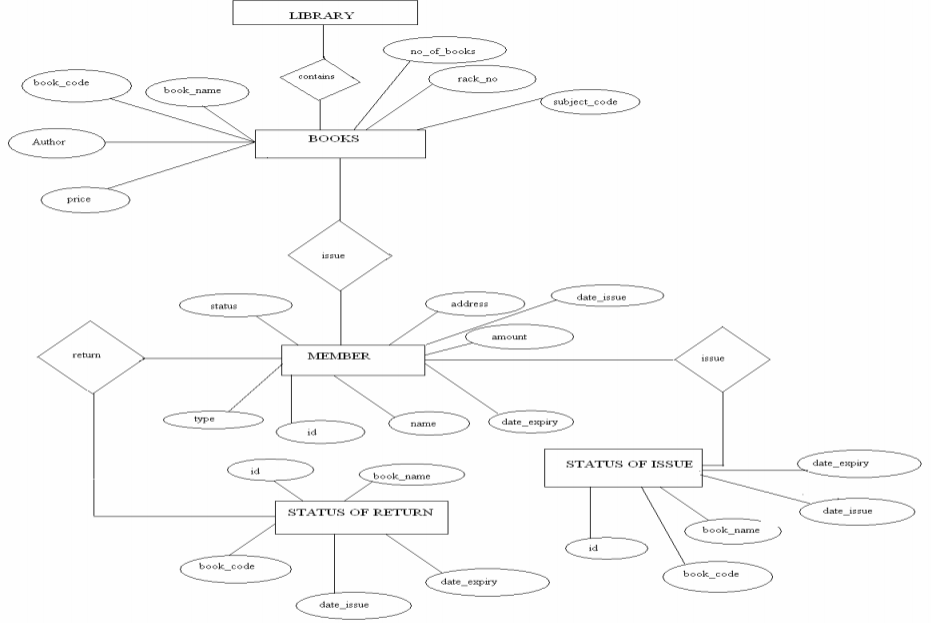 LIBRARY
contains
no_of_books
rack_no
subject_code
book_code
book_name
Author
price
BOOKS
issue
status
address
date_issue
amount
return
MEMBER
issue
type
id
name
date_expiry
id
book_name
STATUS OF RETURN
book_code
date_issue
date_expiry
STATUS OF ISSUE
date_expiry
date_issue
book_name
id
book_code